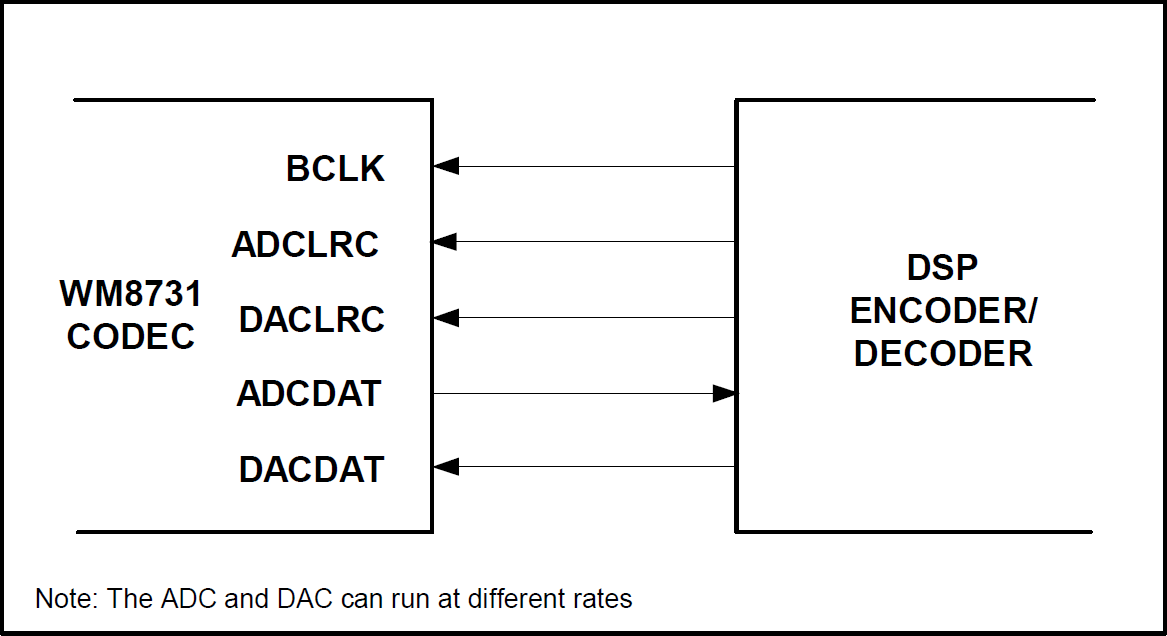 BCLK
ADCLRC
WM8731
CODEC
DACLRC
ADCDAT
DACDAT
DSP
ENCODER/
DECODER
Note: The ADC and DAC can run at different rates